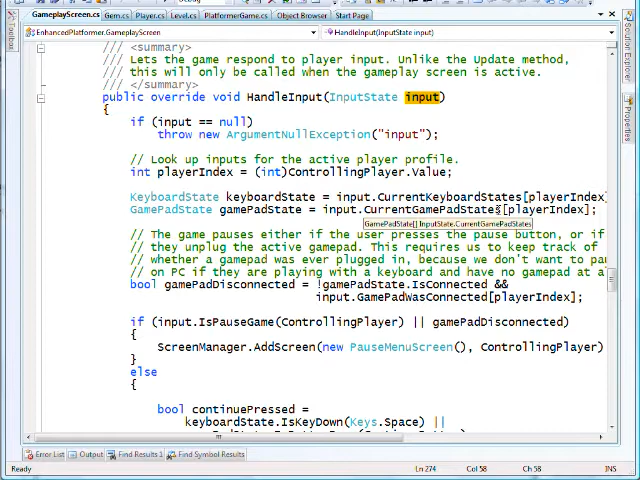 GameplayScreen.cs Gem.cs Player.cs Level.cs PlatformerGame.cs Object Browser Start Page
EnhancedPlatformer.GameplayScreen HandleInput(InputState input)
/// <summary>
/// Lets the game respond to player input. Unlike the Update method,
/// this will only be called when the gameplay screen is active.
/// </summary>
public override void HandleInput(InputState input)
{
if (input == null)
throw new ArgumentNullException("input");
// Look up inputs for the active player profile.
int playerIndex = (int)ControllingPlayer.Value;
KeyboardState keyboardState = input.CurrentKeyboardStates[playerIndex]
GamePadState gamePadState = input.CurrentGamePadStates[playerIndex];
GamePadState[] InputState.CurrentGamePadStates
// The game pauses either if the user presses the pause button, or if
// they unplug the active gamepad. This requires us to keep track of
// whether a gamepad was ever plugged in, because we don't want to pau
// on PC if they are playing with a keyboard and have no gamepad at a
bool gamePadDisconnected = !gamePadState.IsConnected &&
input.GamePadWasConnected[playerIndex];
if (input.IsPauseGame(ControllingPlayer) || gamePadDisconnected)
{
ScreenManager.AddScreen(new PauseMenuScreen(), ControllingPlayer)
}
else
{
bool continuePressed =
keyboardState.IsKeyDown(Keys.Space) ||
Toolbox
Solution Explorer
Properties
Error List Output Find Results 1 Find Symbol Results
Ready Ln 274 Col 58 Ch 58 INS